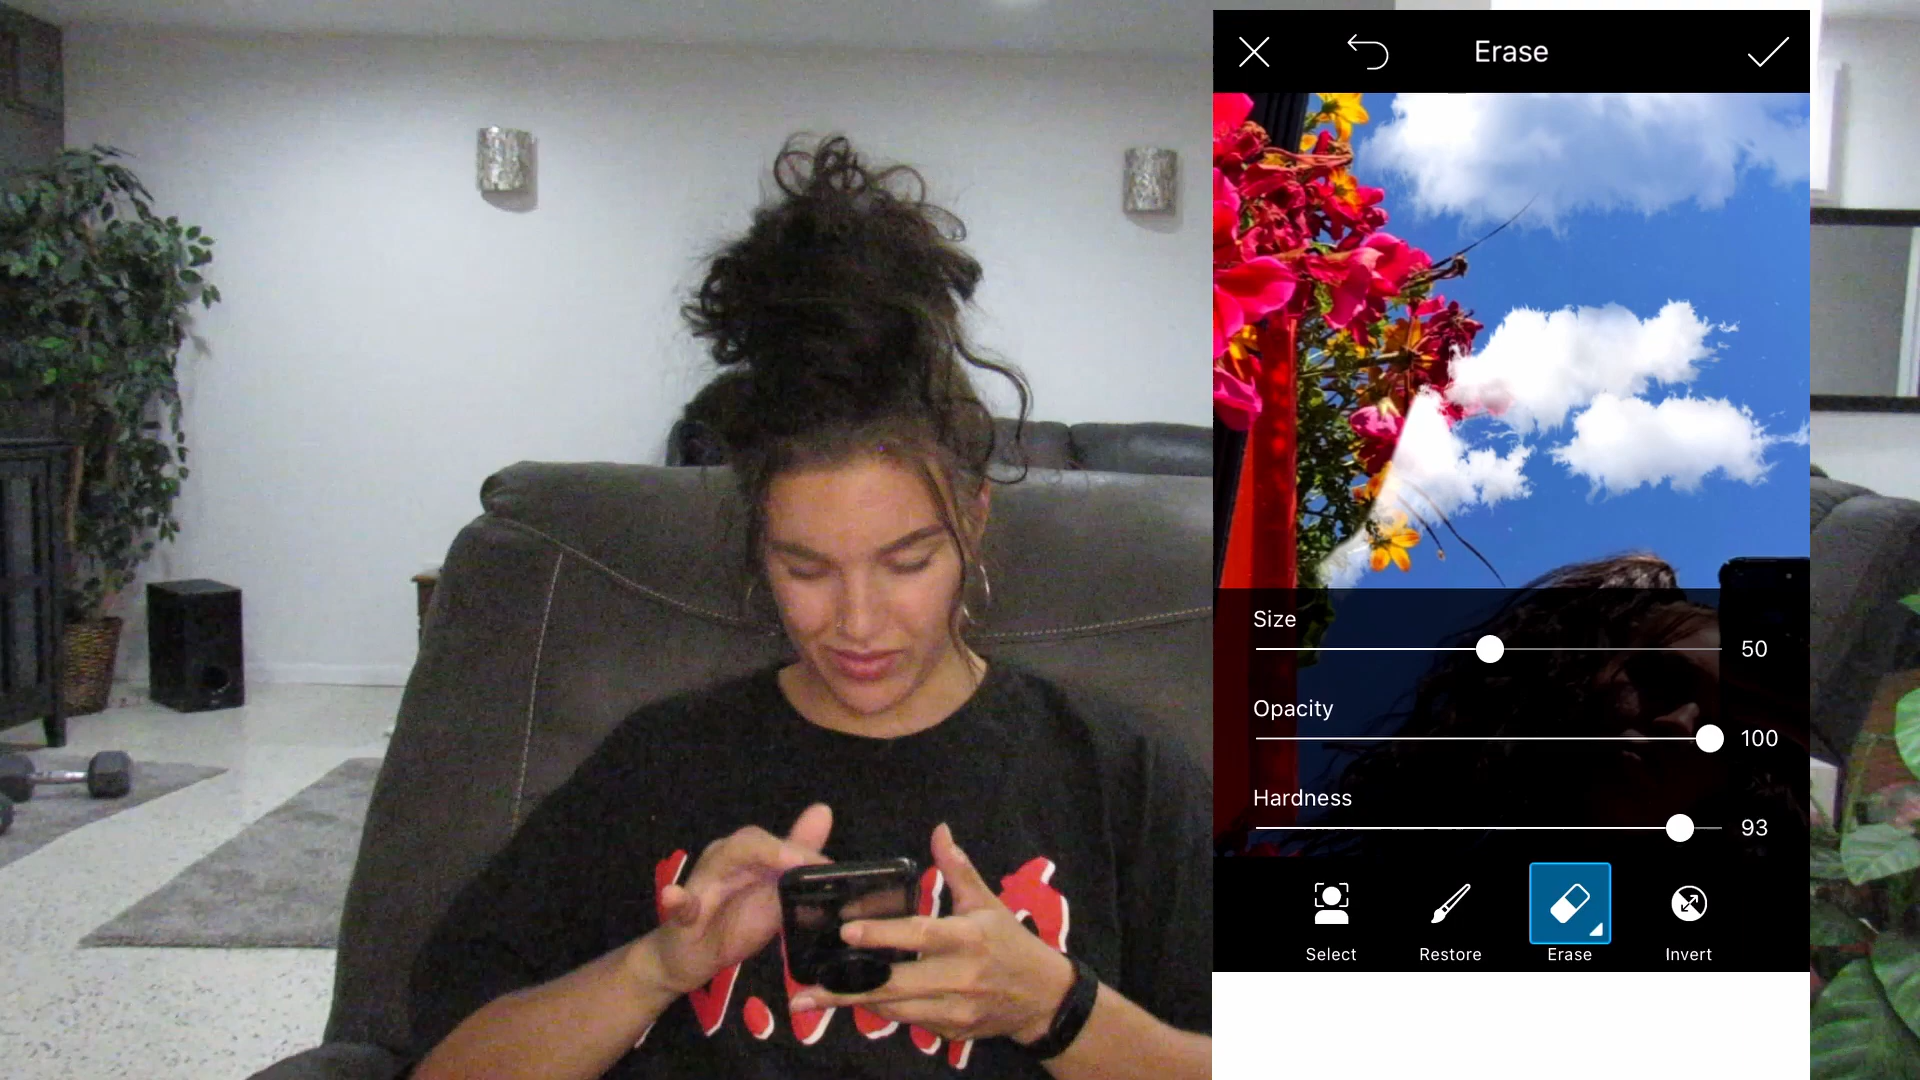 Erase
Size
50
Opacity
100
Hardness
93
Select
Restore
Erase
Invert